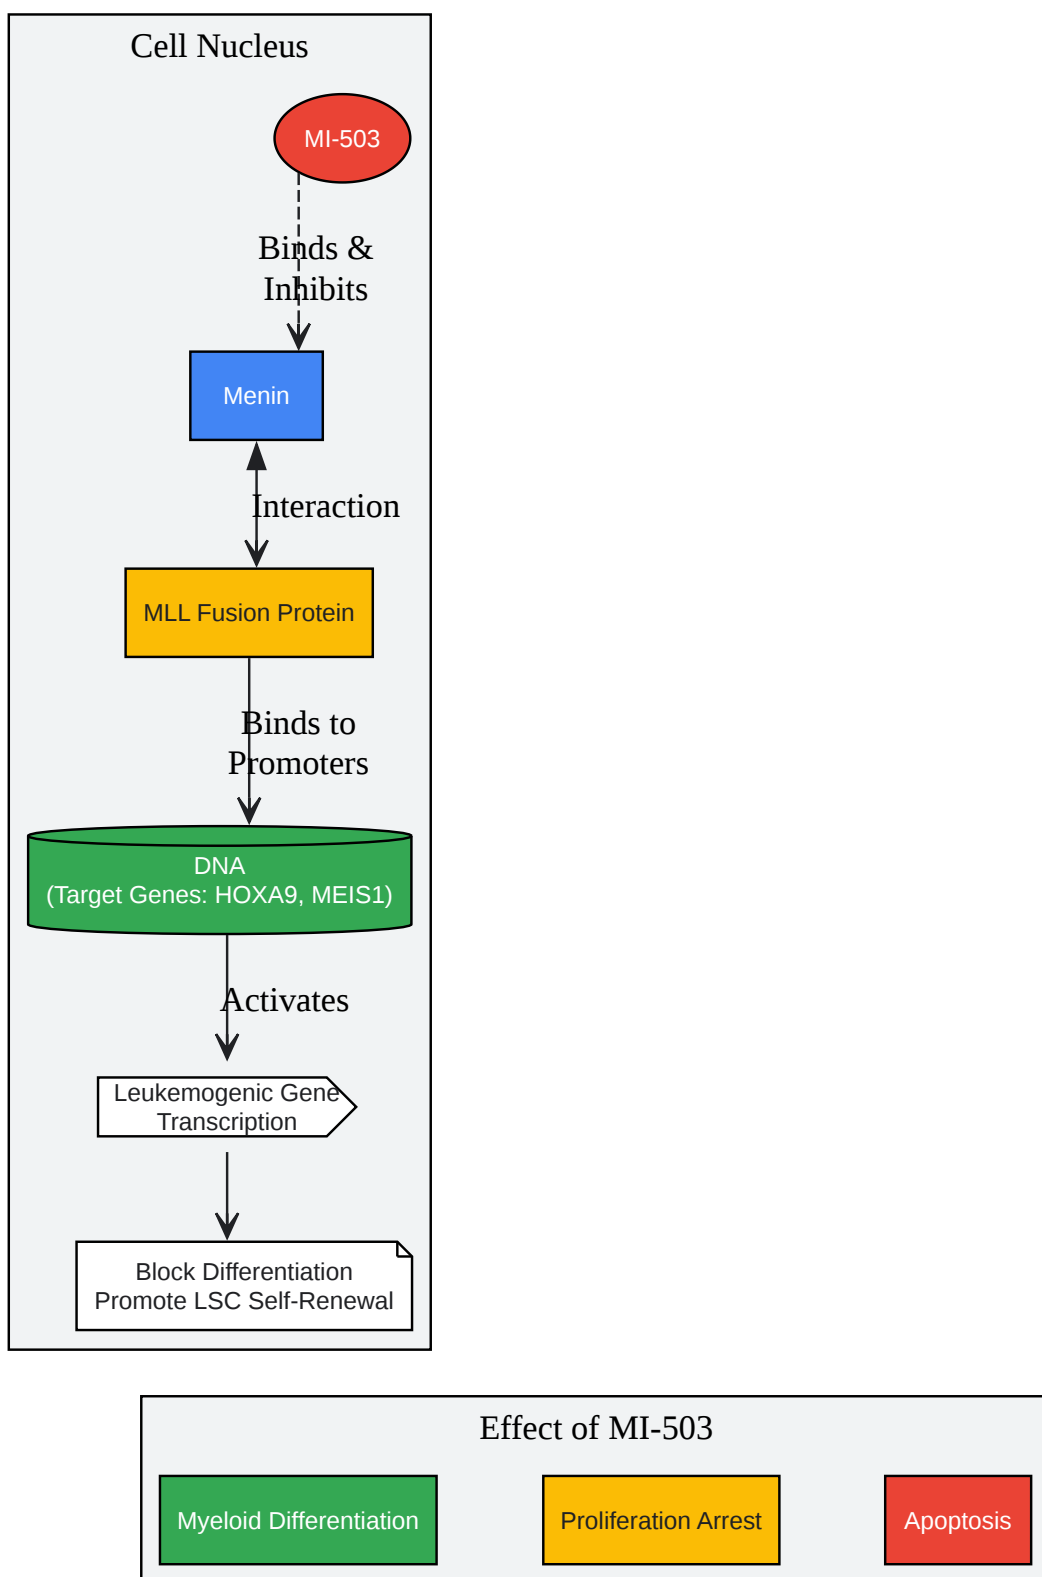 Cell Nucleus
MI-503
Binds &
Inhibits
Menin
Interaction
MLL Fusion Protein
Binds to
Promoters
DNA
(Target Genes: HOXA9, MEIS1)
Activates
Leukemogenic Gene
Transcription
Block Differentiation
Promote LSC Self-Renewal
Effect of MI-503
Myeloid Differentiation
Proliferation Arrest
Apoptosis